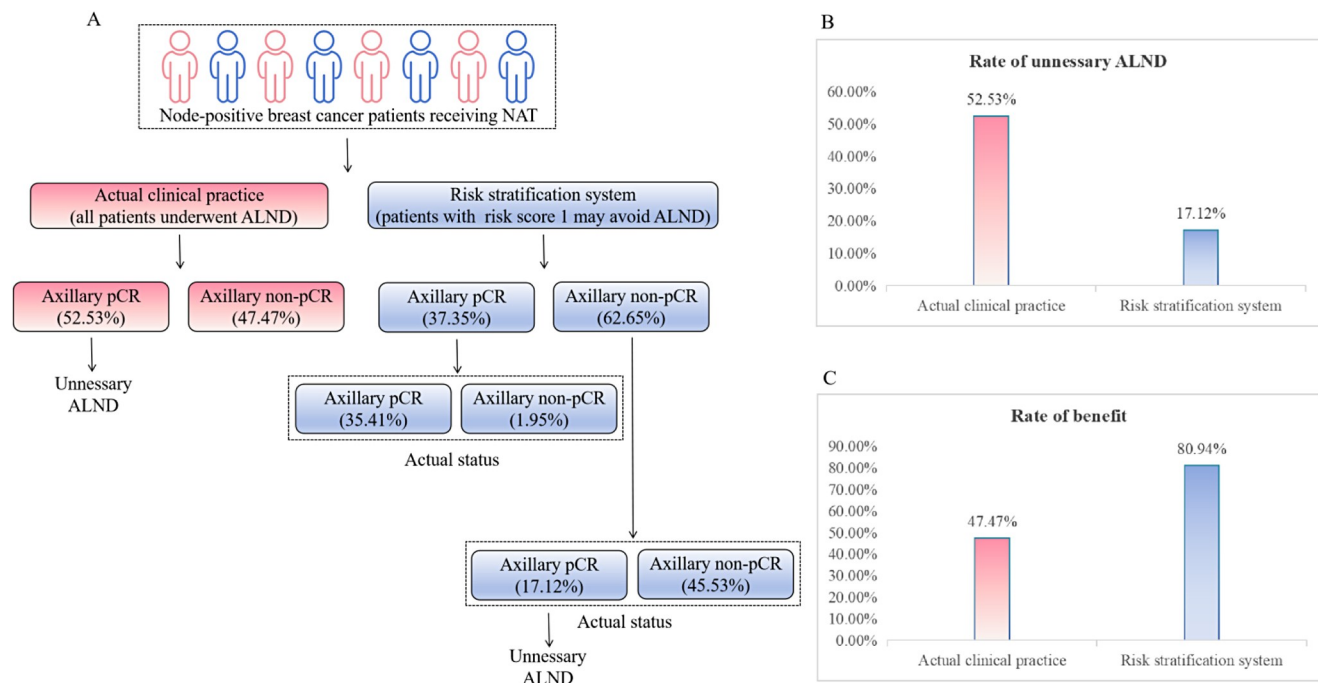 A
Node-positive breast cancer patients receiving NAT
Actual clinical practice
(all patients underwent ALND)
Risk stratification system
(patients with risk score 1 may avoid ALND)
Axillary pCR
(52.53%)
Axillary non-pCR
(47.47%)
Axillary pCR
(37.35%)
Axillary non-pCR
(62.65%)
Unnessary
ALND
Axillary pCR
(35.41%)
Axillary non-pCR
(1.95%)
Actual status
Axillary pCR
(17.12%)
Axillary non-pCR
(45.53%)
Actual status
Unnessary
ALND
B
Rate of unnessary ALND
60.00%
50.00%
40.00%
30.00%
20.00%
10.00%
0.00%
52.53%
17.12%
Actual clinical practice
Risk stratification system
C
Rate of benefit
90.00%
80.00%
70.00%
60.00%
50.00%
40.00%
30.00%
20.00%
10.00%
0.00%
47.47%
80.94%
Actual clinical practice
Risk stratification system